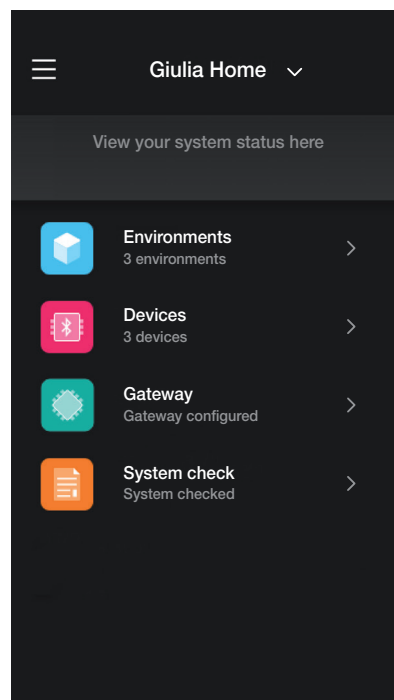 Giulia Home
View your system status here
Environments
3 environments
Devices
3 devices
Gateway
Gateway configured
System check
System checked